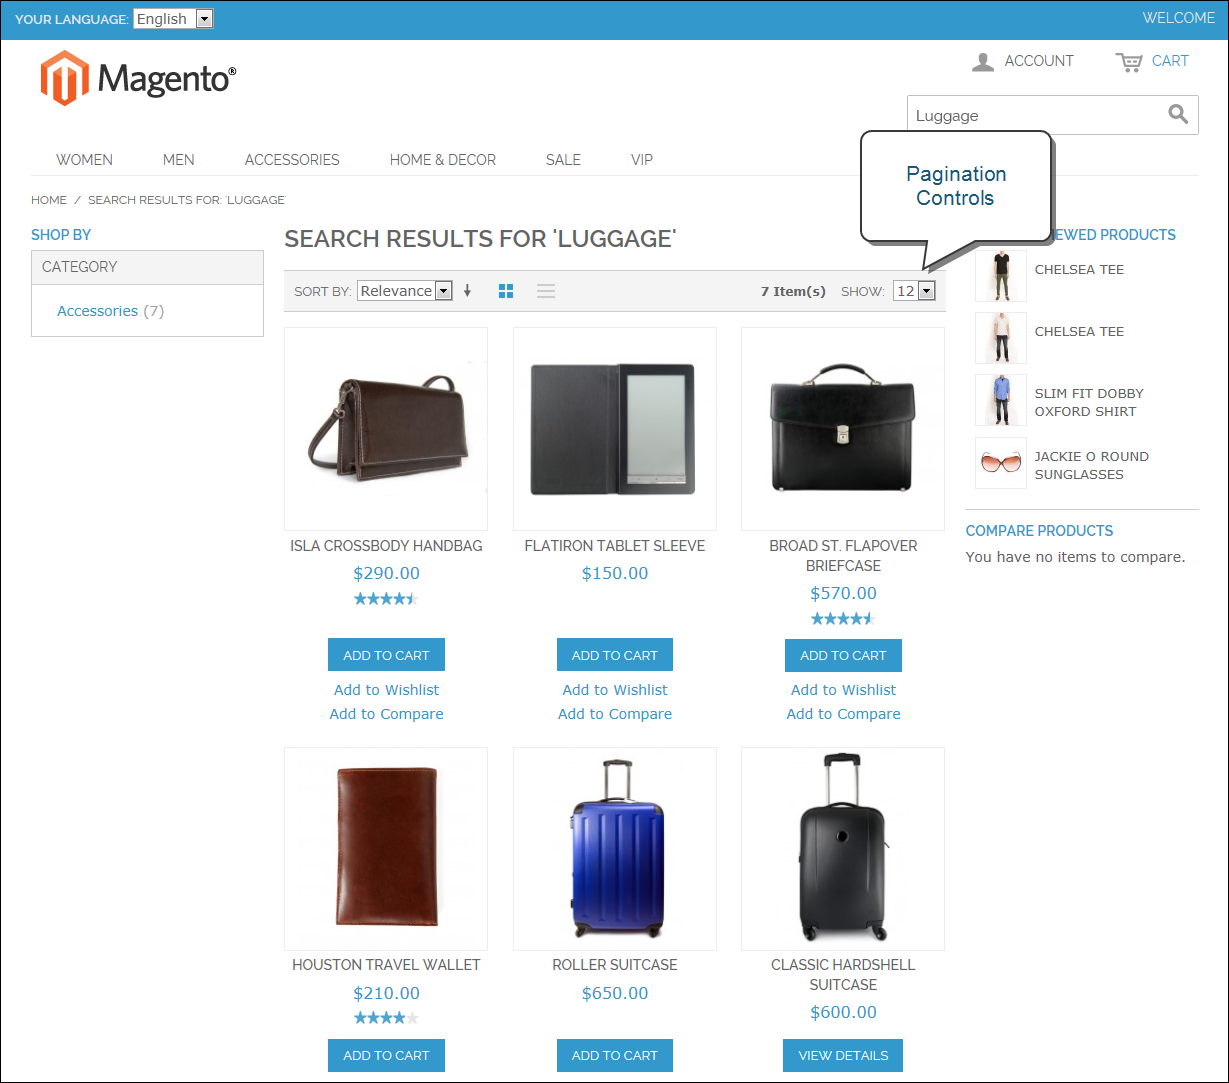 YOUR LANGUAGE: English
WELCOME
Magento®
ACCOUNT
CART
Luggage
WOMEN MEN ACCESSORIES HOME & DECOR SALE VIP
Pagination
Controls
HOME / SEARCH RESULTS FOR: 'LUGGAGE'
SHOP BY
CATEGORY
Accessories (7)
SEARCH RESULTS FOR 'LUGGAGE'
SORT BY: Relevance
7 Item(s) SHOW: 12
ISLA CROSSBODY HANDBAG
$290.00
ADD TO CART
Add to Wishlist
Add to Compare
FLATIRON TABLET SLEEVE
$150.00
ADD TO CART
Add to Wishlist
Add to Compare
BROAD ST. FLAPOVER
BRIEFCASE
$570.00
ADD TO CART
Add to Wishlist
Add to Compare
HOUSTON TRAVEL WALLET
$210.00
ADD TO CART
ROLLER SUITCASE
$650.00
ADD TO CART
CLASSIC HARDSHELL
SUITCASE
$600.00
VIEW DETAILS
PRODUCTS
CHELSEA TEE
CHELSEA TEE
SLIM FIT DOBBY
OXFORD SHIRT
JACKIE O ROUND
SUNGLASSES
COMPARE PRODUCTS
You have no items to compare.